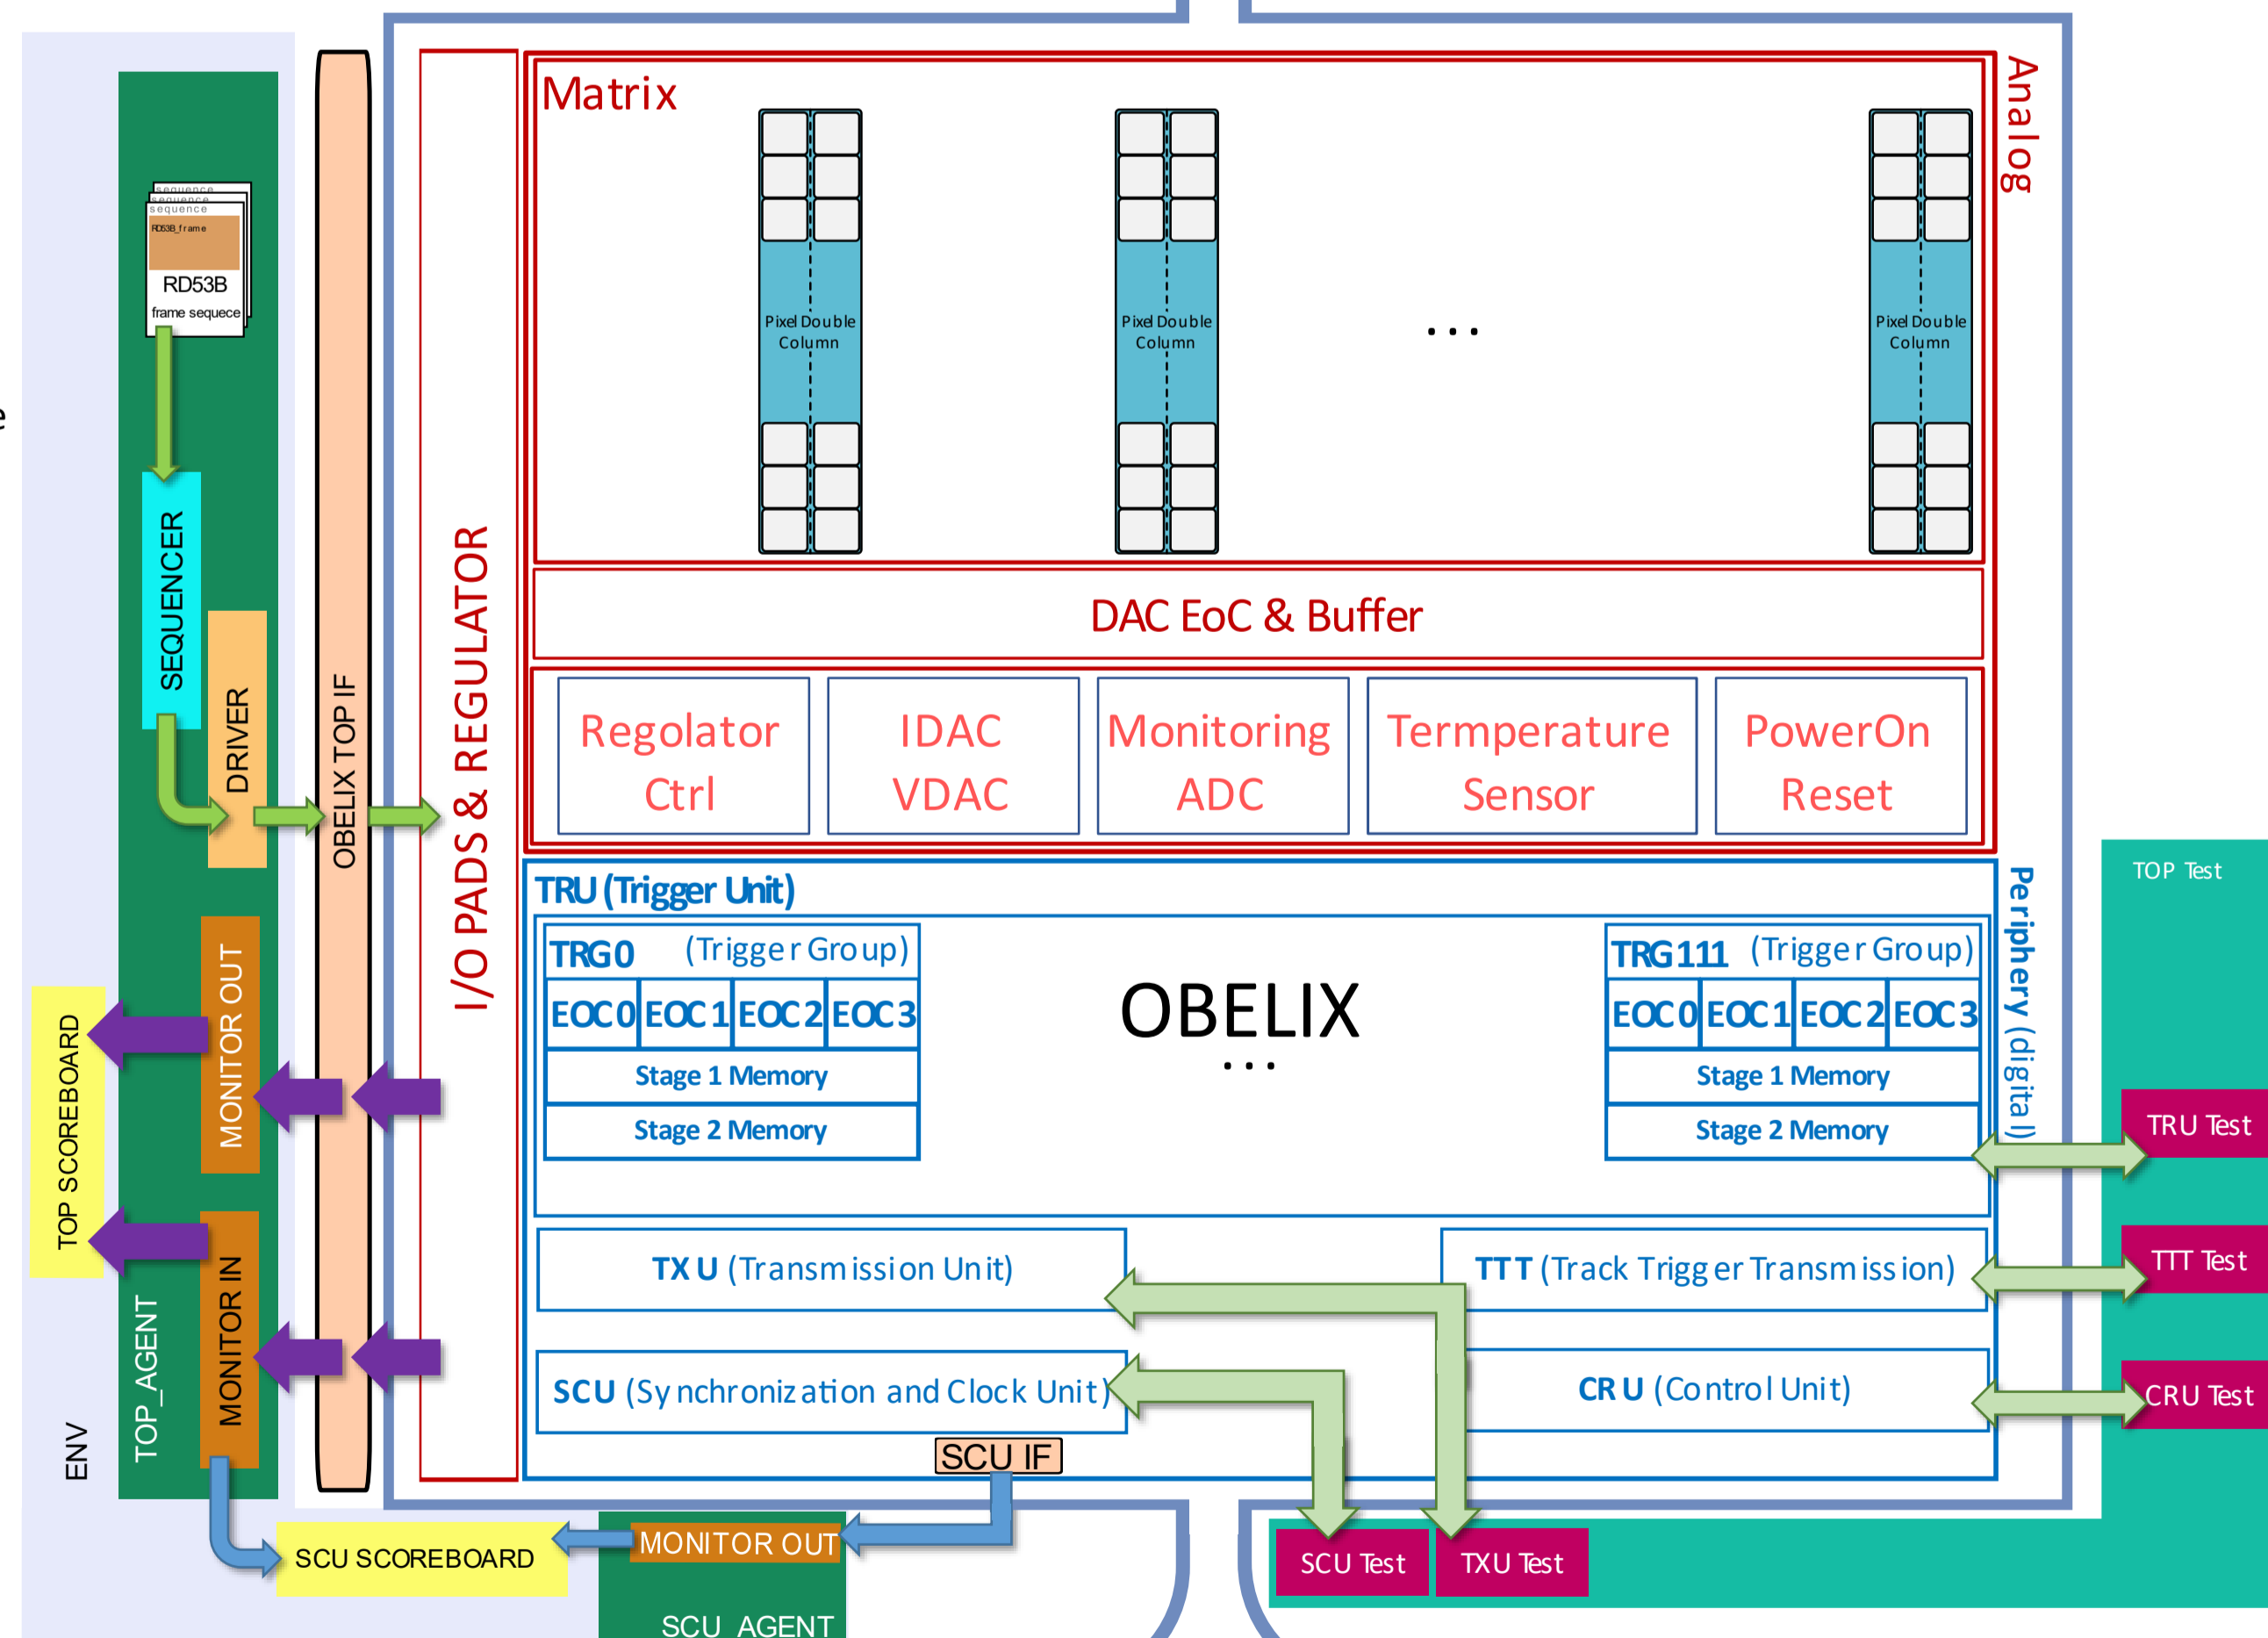 e
sequence
sequence
sequence
RD53B_frame
RD53B
frame sequece
SEQUENCER
DRIVER
MONITOR OUT
MONITOR IN
TOP_AGENT
TOP SCOREBOARD
ENV
OBELIX TOP IF
I/O PADS & REGULATOR
Matrix
Analog
Pixel Double
Column
Pixel Double
Column
...
Pixel Double
Column
DAC EoC & Buffer
Regolator
Ctrl
IDAC
VDAC
Monitoring
ADC
Termperature
Sensor
PowerOn
Reset
TRU (Trigger Unit)
Periphery (digital)
TRG0 (Trigger Group)
EOC0 EOC1 EOC2 EOC3
Stage 1 Memory
Stage 2 Memory
OBELIX
...
TRG111 (Trigger Group)
EOC0 EOC1 EOC2 EOC3
Stage 1 Memory
Stage 2 Memory
TXU (Transmission Unit)
TTT (Track Trigger Transmission)
SCU (Synchronization and Clock Unit)
CRU (Control Unit)
SCU IF
TOP Test
TRU Test
TTT Test
CRU Test
SCU Test
TXU Test
SCU SCOREBOARD
MONITOR OUT
SCU_AGENT